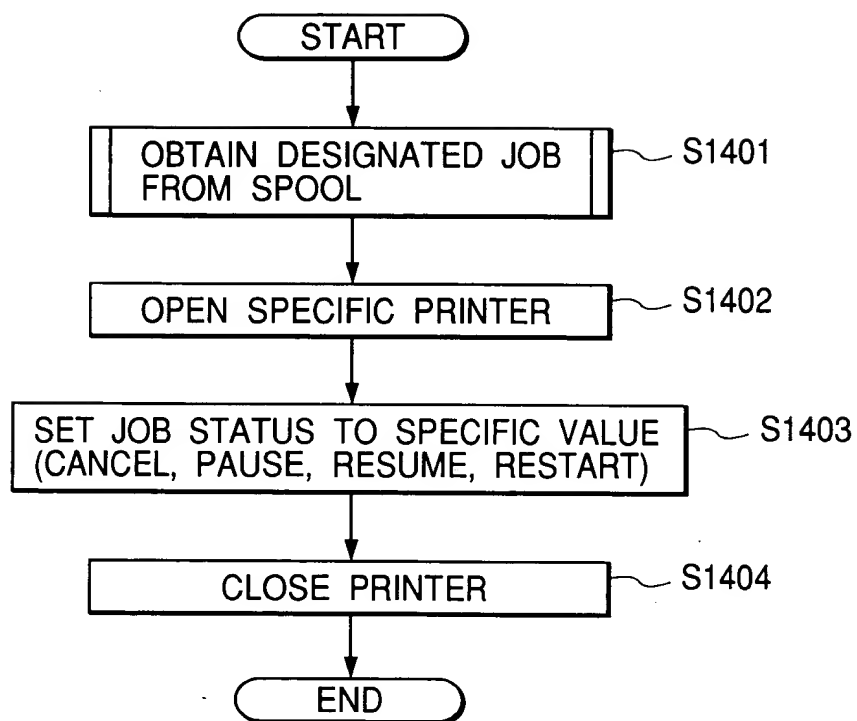 START
OBTAIN DESIGNATED JOB
FROM SPOOL
S1401
OPEN SPECIFIC PRINTER
S1402
SET JOB STATUS TO SPECIFIC VALUE
(CANCEL, PAUSE, RESUME, RESTART)
S1403
CLOSE PRINTER
S1404
END